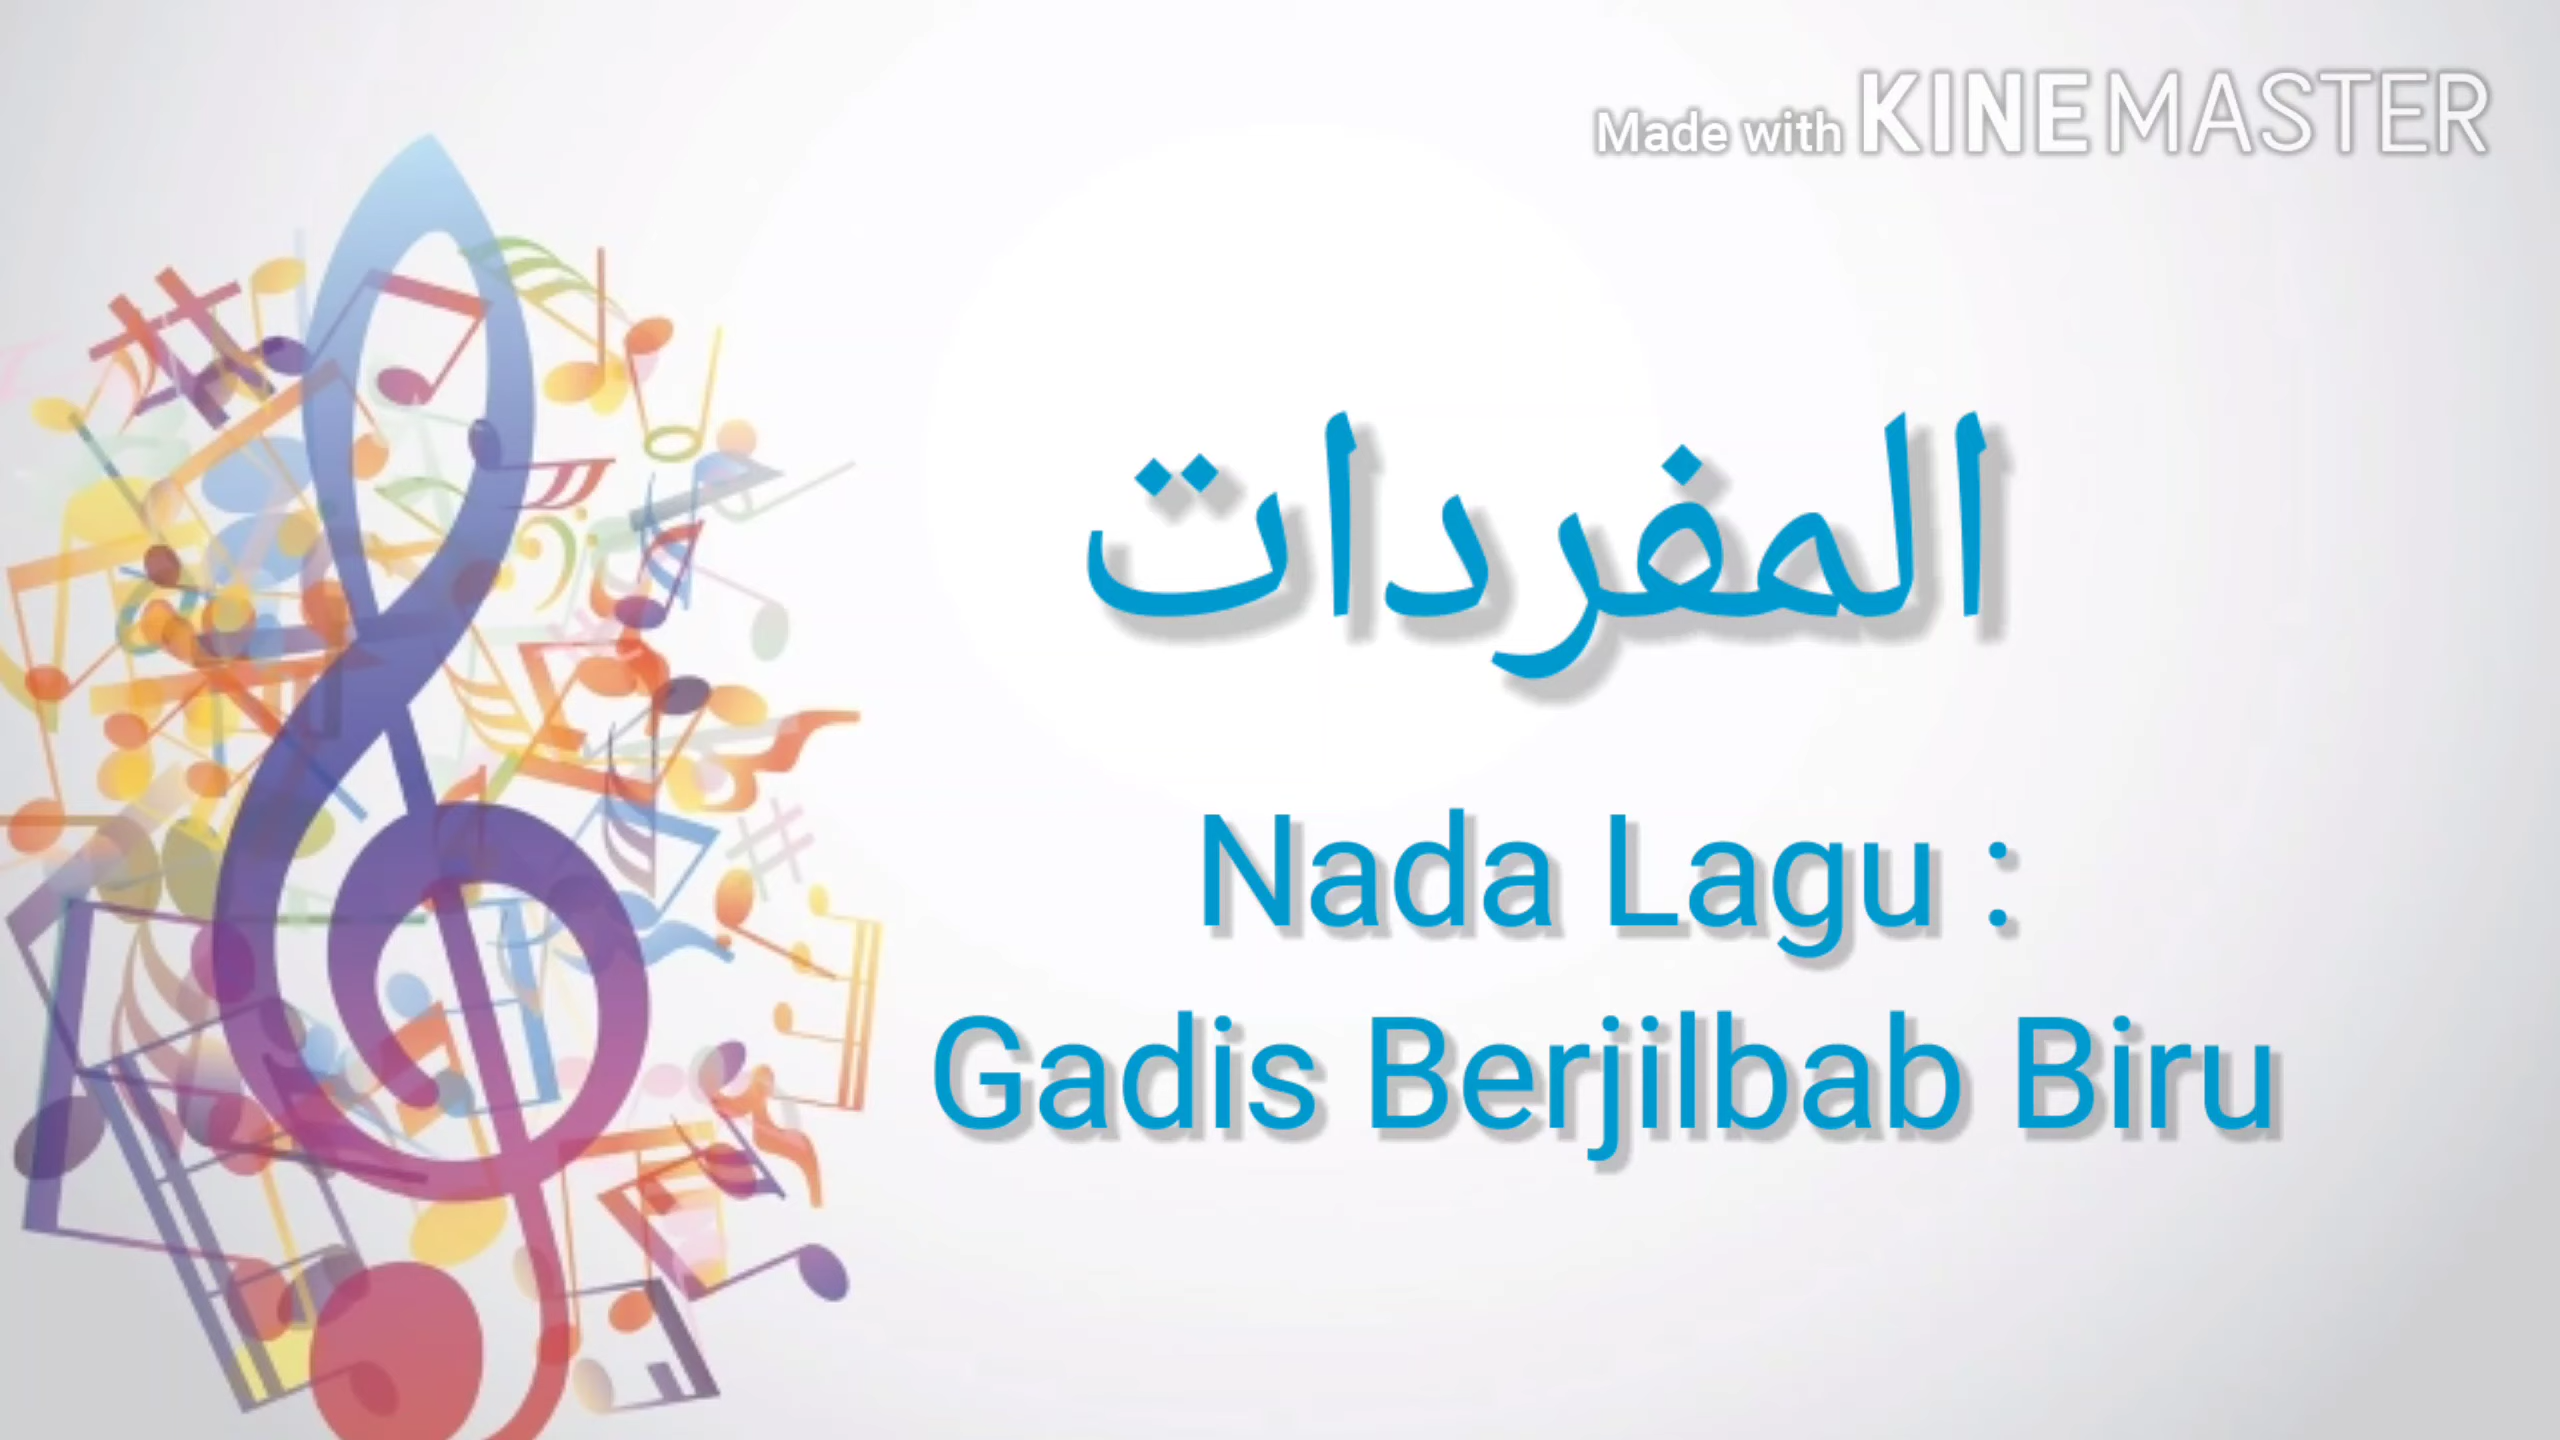 Made with KINEMASTER
المفردات
Nada Lagu :
Gadis Berjilbab Biru